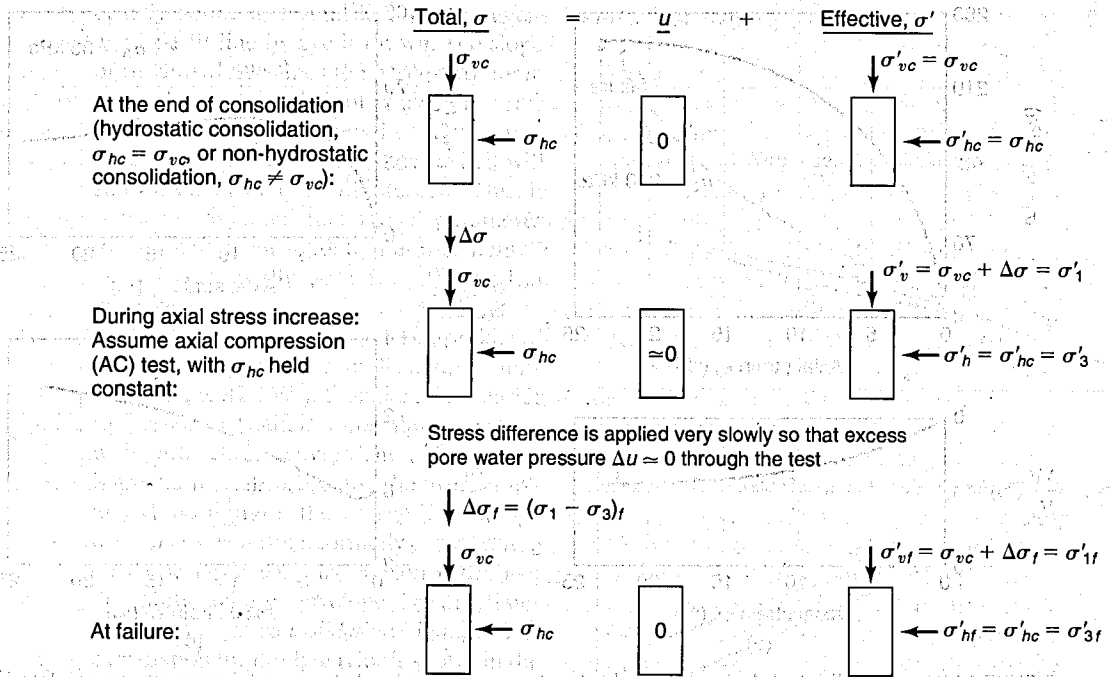 Total, σ = u + Effective, σ′
σvc
σ′vc = σvc
At the end of consolidation
(hydrostatic consolidation,
σhc = σvc, or non-hydrostatic
consolidation, σhc ≠ σvc):
σhc
0
σ′hc = σhc
Δσ
σvc
σ′v = σvc + Δσ = σ′1
During axial stress increase:
Assume axial compression
(AC) test, with σhc held
constant:
σhc
≃0
σ′h = σ′hc = σ′3
Stress difference is applied very slowly so that excess
pore water pressure Δu ≃ 0 through the test
Δσf = (σ1 − σ3)f
σvc
σ′vf = σvc + Δσf = σ′1f
At failure:
σhc
0
σ′hf = σ′hc = σ′3f